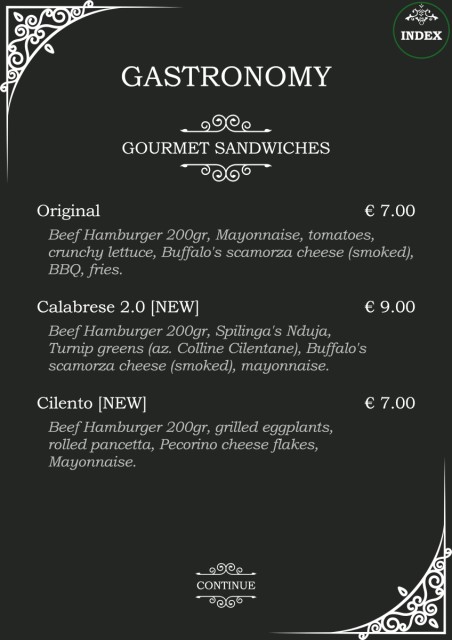 INDEX
GASTRONOMY
GOURMET SANDWICHES
Original € 7.00
Beef Hamburger 200gr, Mayonnaise, tomatoes,
crunchy lettuce, Buffalo's scamorza cheese (smoked),
BBQ, fries.
Calabrese 2.0 [NEW] € 9.00
Beef Hamburger 200gr, Spilinga's Nduja,
Turnip greens (az. Colline Cilentane), Buffalo's
scamorza cheese (smoked), mayonnaise.
Cilento [NEW] € 7.00
Beef Hamburger 200gr, grilled eggplants,
rolled pancetta, Pecorino cheese flakes,
Mayonnaise.
CONTINUE